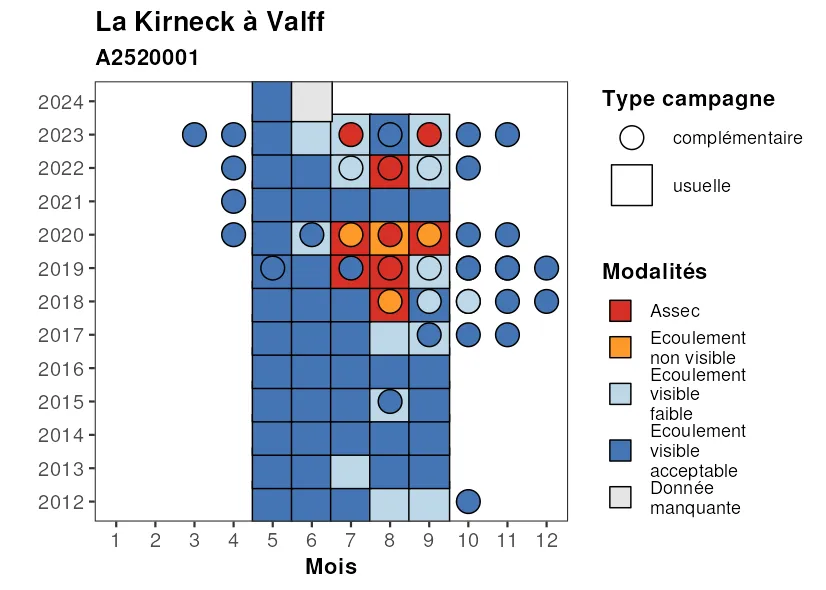 La Kirneck à Valff
A2520001
2024
2023
2022
2021
2020
2019
2018
2017
2016
2015
2014
2013
2012
1 2 3 4 5 6 7 8 9 10 11 12
Mois
Type campagne
complémentaire
usuelle
Modalités
Assec
Ecoulement
non visible
Ecoulement
visible
faible
Ecoulement
visible
acceptable
Donnée
manquante